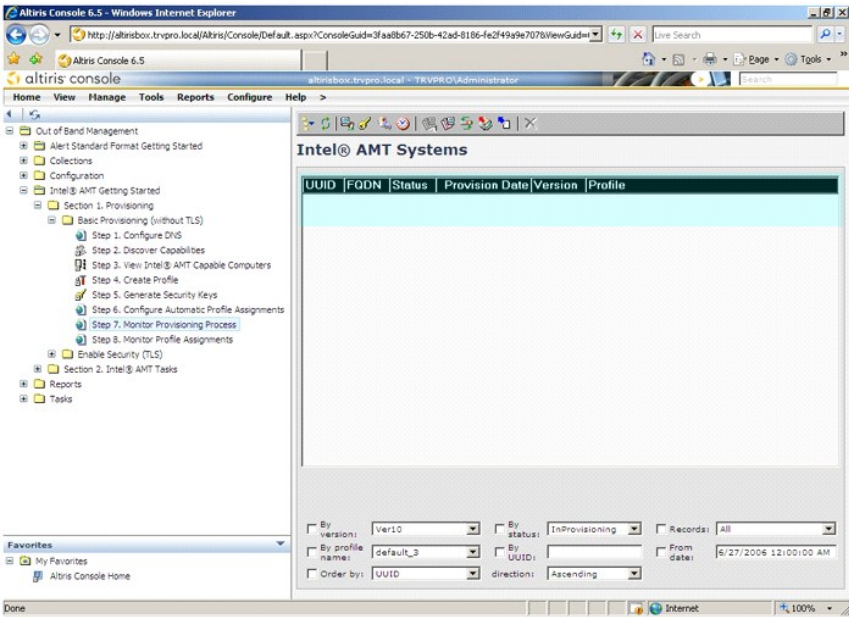 Altiris Console 6.5 - Windows Internet Explorer
http://altirisbox.trvpro.local/Altiris/Console/Default.aspx?ConsoleGuid=3faa8b67-250b-42ad-8186-fe2f49a9e707&ViewGuid=
Live Search
Altiris Console 6.5
Page
Tools
altiris console
altirisbox.trvpro.local - TRVPRO\Administrator
Search
Home View Manage Tools Reports Configure Help >
Out of Band Management
Alert Standard Format Getting Started
Collections
Configuration
Intel® AMT Getting Started
Section 1. Provisioning
Basic Provisioning (without TLS)
Step 1. Configure DNS
Step 2. Discover Capabilities
Step 3. View Intel® AMT Capable Computers
Step 4. Create Profile
Step 5. Generate Security Keys
Step 6. Configure Automatic Profile Assignments
Step 7. Monitor Provisioning Process
Step 8. Monitor Profile Assignments
Enable Security (TLS)
Section 2. Intel® AMT Tasks
Reports
Tasks
Intel® AMT Systems
UUID FQDN Status Provision Date Version Profile
By version: Ver10 By status: InProvisioning Records: All
By profile name: default_3 By UUID: From date: 6/27/2006 12:00:00 AM
Order by: UUID direction: Ascending
Favorites
My Favorites
Altiris Console Home
Done
Internet
100%